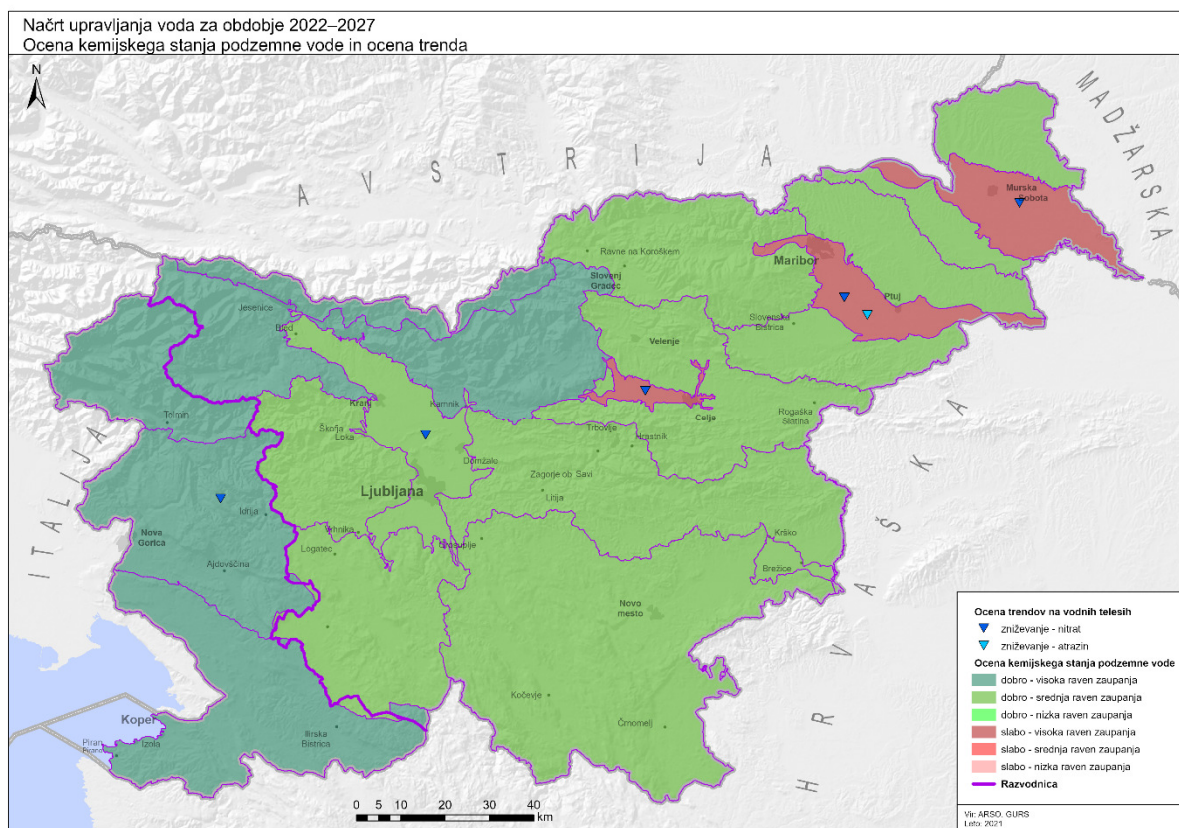 Načrt upravljanja voda za obdobje 2022–2027
Ocena kemijskega stanja podzemne vode in ocena trenda
N
AVSTRIJA
MADŽARSKA
ITALIJA
HRVAŠKA
Murska
Sobota
Ravne na Koroškem
Maribor
Slovenj
Gradec
Ptuj
Jesenice
Slovenska
Bistrica
Bled
Velenje
Kranj
Kamnik
Celje
Rogaška
Slatina
Tolmin
Škofja
Loka
Trbovlje
Hrastnik
Domžale
Zagorje ob Savi
Ljubljana
Litija
Idrija
Nova
Gorica
Vrhnika
Logatec
Grosuplje
Krško
Ajdovščina
Brežice
Novo
mesto
Kočevje
Črnomelj
Koper
Izola
Piran
Pirano
Ilirska
Bistrica
0 5 10 20 30 40
km
Ocena trendov na vodnih telesih
zniževanje - nitrat
zniževanje - atrazin
Ocena kemijskega stanja podzemne vode
dobro - visoka raven zaupanja
dobro - srednja raven zaupanja
dobro - nizka raven zaupanja
slabo - visoka raven zaupanja
slabo - srednja raven zaupanja
slabo - nizka raven zaupanja
Razvodnica
Vir: ARSO, GURS
Leto: 2021